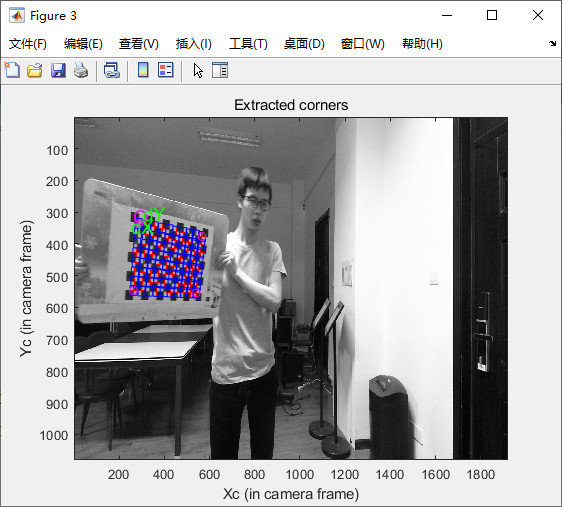 Figure 3
文件(F) 编辑(E) 查看(V) 插入(I) 工具(T) 桌面(D) 窗口(W) 帮助(H)
Extracted corners
100
200
300
400
500
600
700
800
900
1000
Yc (in camera frame)
O
dY
dX
200 400 600 800 1000 1200 1400 1600 1800
Xc (in camera frame)